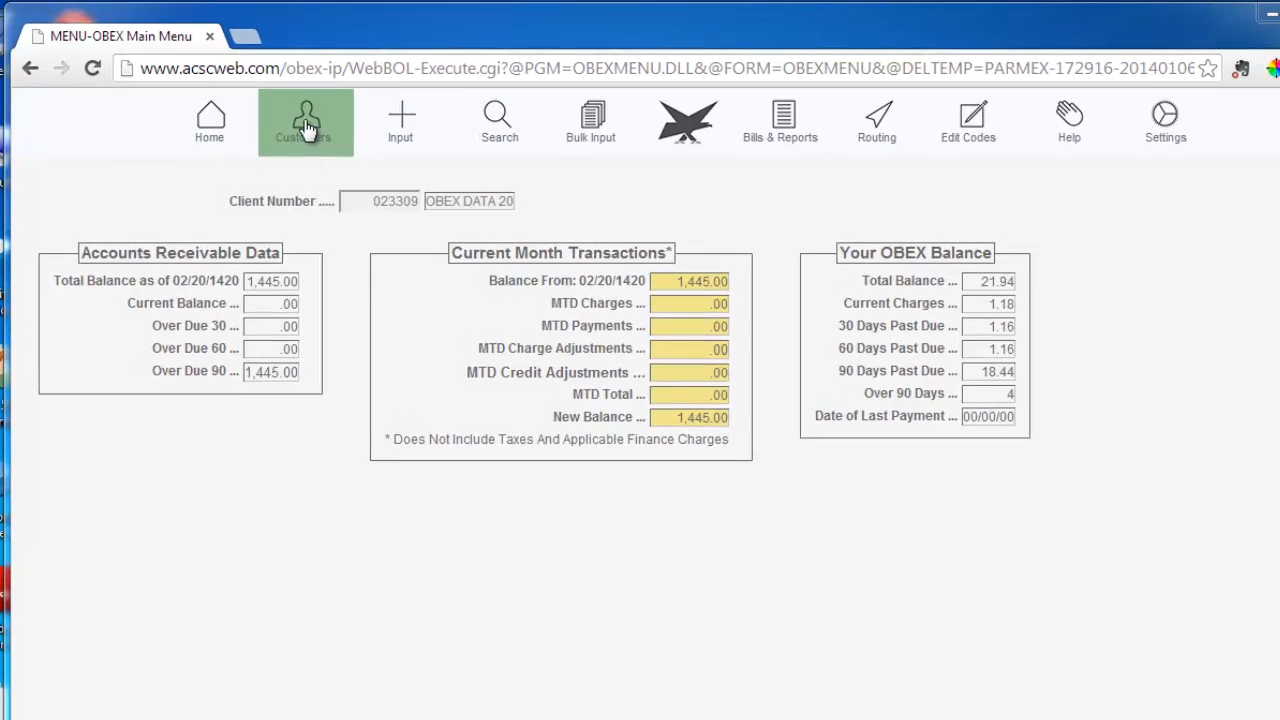 MENU-OBEX Main Menu
www.acscweb.com/obex-ip/WebBOL-Execute.cgi?@PGM=OBEXMENU.DLL&@FORM=OBEXMENU&@DELTEMP=PARMEX-172916-20140106
Home Customers Input Search Bulk Input Bills & Reports Routing Edit Codes Help Settings
Client Number ..... 023309 OBEX DATA 20
Accounts Receivable Data
Total Balance as of 02/20/1420 1,445.00
Current Balance ... .00
Over Due 30 ... .00
Over Due 60 ... .00
Over Due 90 ... 1,445.00
Current Month Transactions*
Balance From: 02/20/1420 1,445.00
MTD Charges ... .00
MTD Payments ... .00
MTD Charge Adjustments ... .00
MTD Credit Adjustments ... .00
MTD Total ... .00
New Balance ... 1,445.00
* Does Not Include Taxes And Applicable Finance Charges
Your OBEX Balance
Total Balance ... 21.94
Current Charges ... 1.18
30 Days Past Due ... 1.16
60 Days Past Due ... 1.16
90 Days Past Due ... 18.44
Over 90 Days ... 4
Date of Last Payment ... 00/00/00